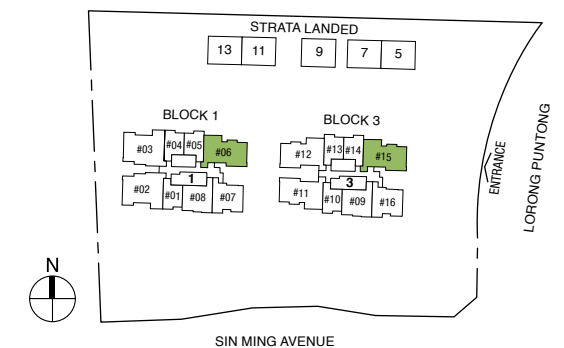 STRATA LANDED
13 11 9 7 5
BLOCK 1
BLOCK 3
#03 #04 #05 #06
#12 #13 #14 #15
1
3
#02 #01 #08 #07
#11 #10 #09 #16
ENTRANCE
LORONG PUNTONG
N
SIN MING AVENUE